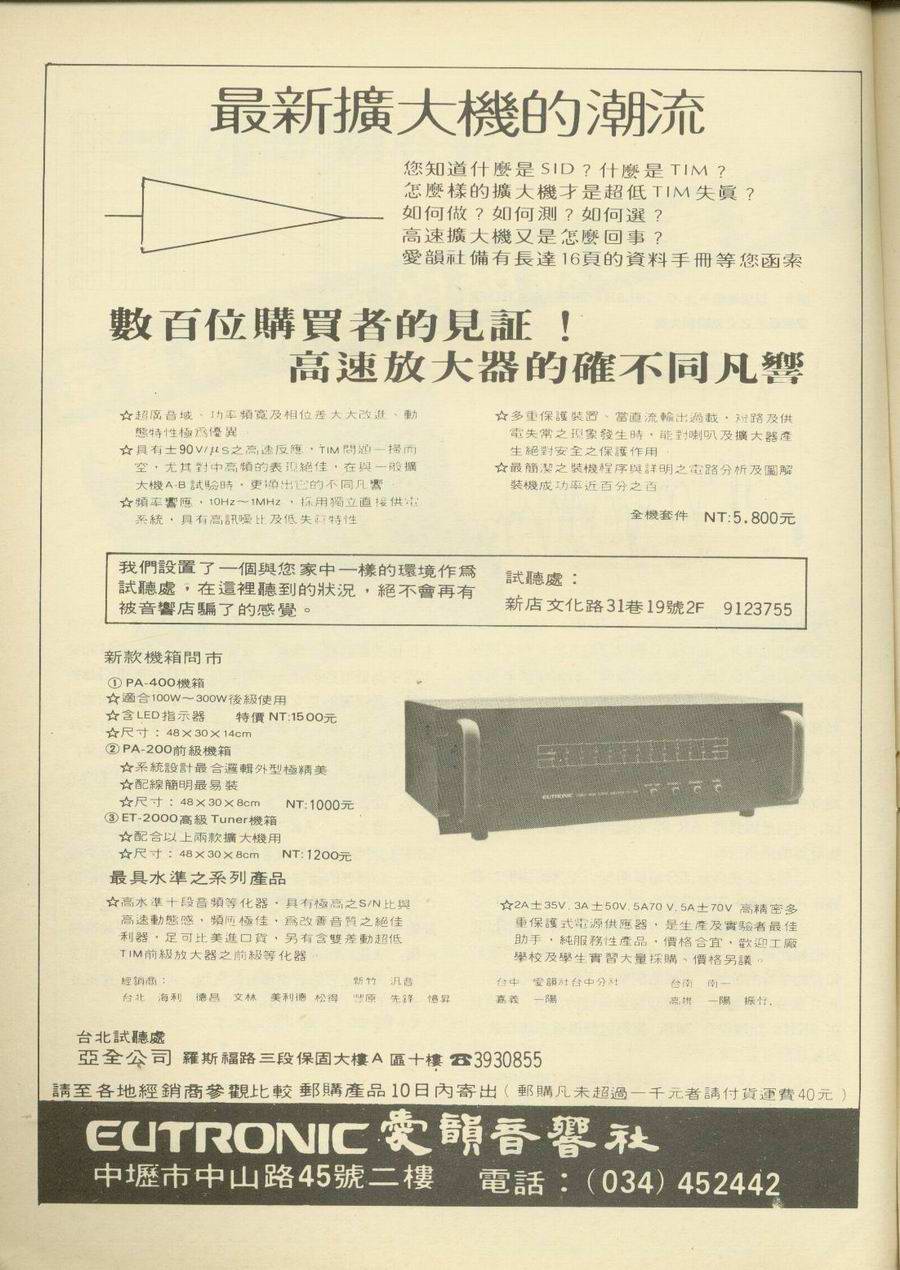 最新擴大機的潮流
您知道什麼是SID？什麼是TIM？
怎麼樣的擴大機才是超低TIM失眞？
如何做？如何測？如何選？
高速擴大機又是怎麼回事？
愛韻社備有長達16頁的資料手冊等您函索
數百位購買者的見証！
高速放大器的確不同凡響
☆超廣音域、功率頻寬及相位差大大改進、動
態特性極爲優異
☆具有±90V/μS之高速反應，TIM問題一掃而
空，尤其對中高頻的表現絕佳，在與一般擴
大機A-B試驗時，更顯出它的不同凡響
☆頻率響應，10Hz～1MHz，採用獨立直接供電
系統，具有高訊噪比及低失眞特性
☆多重保護裝置、當直流輸出過載，短路及供
電失常之現象發生時，能對喇叭及擴大器產
生絕對安全之保護作用
☆最簡潔之裝機程序與詳明之電路分析及圖解
裝機成功率近百分之百
全機套件 NT:5.800元
我們設置了一個與您家中一樣的環境作爲
試聽處，在這裡聽到的狀況，絕不會再有
被音響店騙了的感覺。
試聽處：
新店文化路31巷19號2F 9123755
新款機箱問市
①PA-400機箱
☆適合100W～300W後級使用
☆含LED指示器 特價NT:1500元
☆尺寸：48×30×14cm
②PA-200前級機箱
☆系統設計最合邏輯外型極精美
☆配線簡明最易裝
☆尺寸：48×30×8cm NT:1000元
③ET-2000高級Tuner機箱
☆配合以上兩款擴大機用
☆尺寸：48×30×8cm NT:1200元
EUTRONIC
最具水準之系列產品
☆高水準十段音頻等化器，具有極高之S/N比與
高速動態感，頻應極佳，爲改善音質之絕佳
利器，足可比美進口貨，另有含雙差動超低
TIM前級放大器之前級等化器
☆2A±35V. 3A±50V. 5A70V. 5A±70V 高精密多
重保護式電源供應器，是生產及實驗者最佳
助手，純服務性產品，價格合宜，歡迎工廠
學校及學生實習大量採購、價格另議。
經銷商：
台北 海利 德昌 文林 美利德 松得
新竹 汎音
豐原 先鋒 憶昇
台中 愛韻社台中分社
嘉義 一陽
台南 南一
高雄 一陽 振行.
台北試聽處
亞全公司 羅斯福路三段保固大樓A區十樓☎3930855
請至各地經銷商參觀比較 郵購產品10日內寄出（郵購凡未超過一千元者請付貨運費40元）
EUTRONIC 愛韻音響社
中壢市中山路45號二樓 電話：(034) 452442